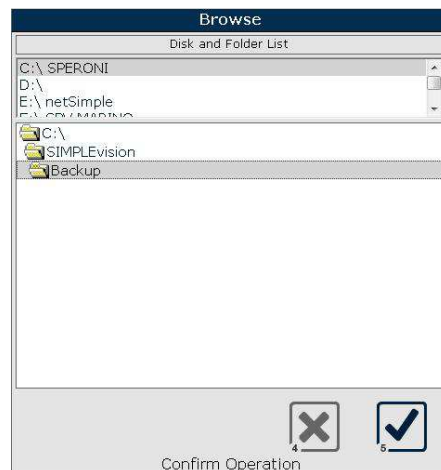 Browse
Disk and Folder List
C:\ SPERONI
D:\
E:\ netSimple
C:\
SIMPLEvision
Backup
4
5
Confirm Operation